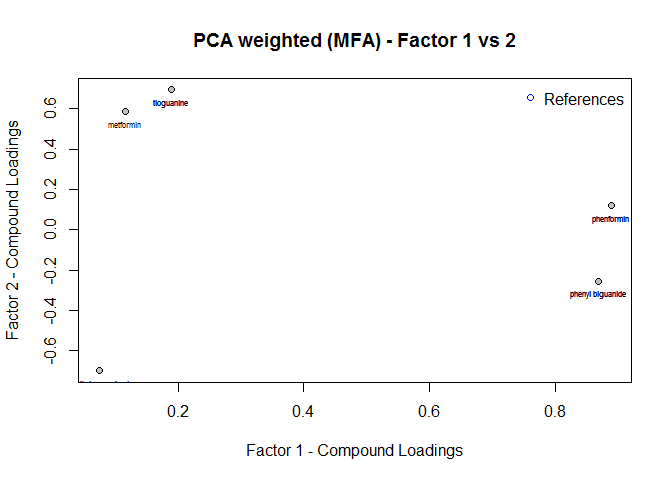 PCA weighted (MFA) - Factor 1 vs 2
References
tioguanine
metformin
phenformin
phenyl biguanide
Factor 2 - Compound Loadings
0.6
0.4
0.2
0.0
-0.2
-0.4
-0.6
0.2 0.4 0.6 0.8
Factor 1 - Compound Loadings